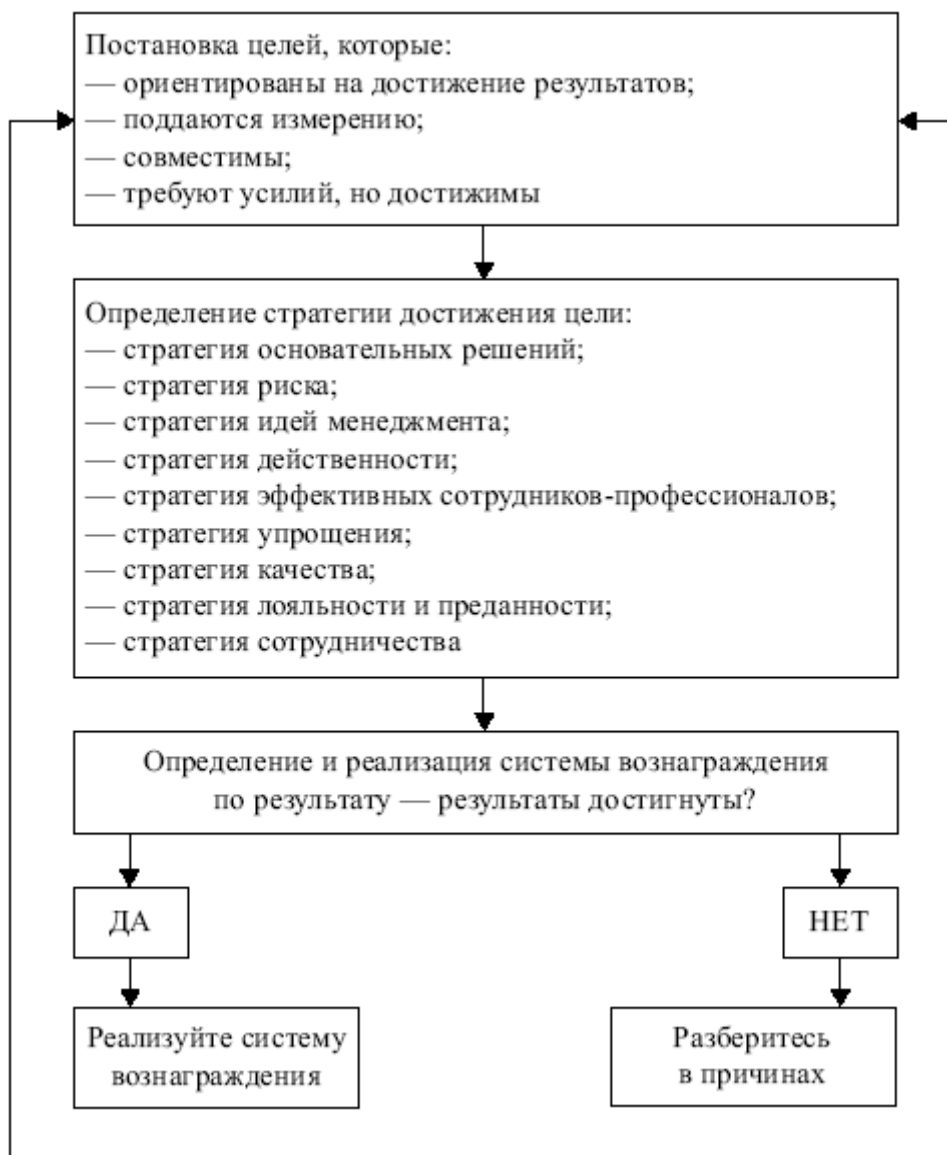 Постановка целей, которые:
— ориентированы на достижение результатов;
— поддаются измерению;
— совместимы;
— требуют усилий, но достижимы
Определение стратегии достижения цели:
— стратегия основательных решений;
— стратегия риска;
— стратегия идей менеджмента;
— стратегия действенности;
— стратегия эффективных сотрудников-профессионалов;
— стратегия упрощения;
— стратегия качества;
— стратегия лояльности и преданности;
— стратегия сотрудничества
Определение и реализация системы вознаграждения
по результату — результаты достигнуты?
ДА
НЕТ
Реализуйте систему
вознаграждения
Разберитесь
в причинах